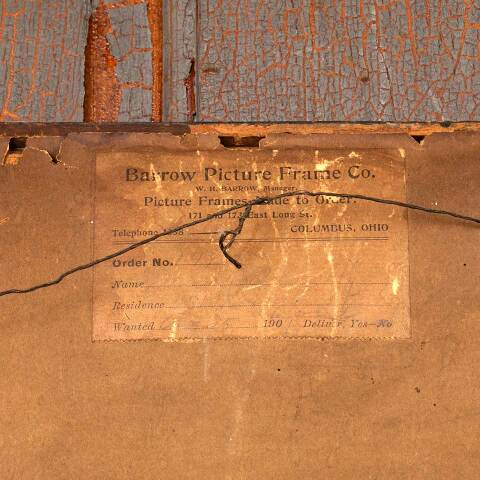 Barrow Picture Frame Co.
W. H. BARROW, Manager.
Picture Frames Made to Order.
171 and 173 East Long St.
Telephone COLUMBUS, OHIO
Order No.
Name
Residence
Wanted 190 Deliver, Yes—No